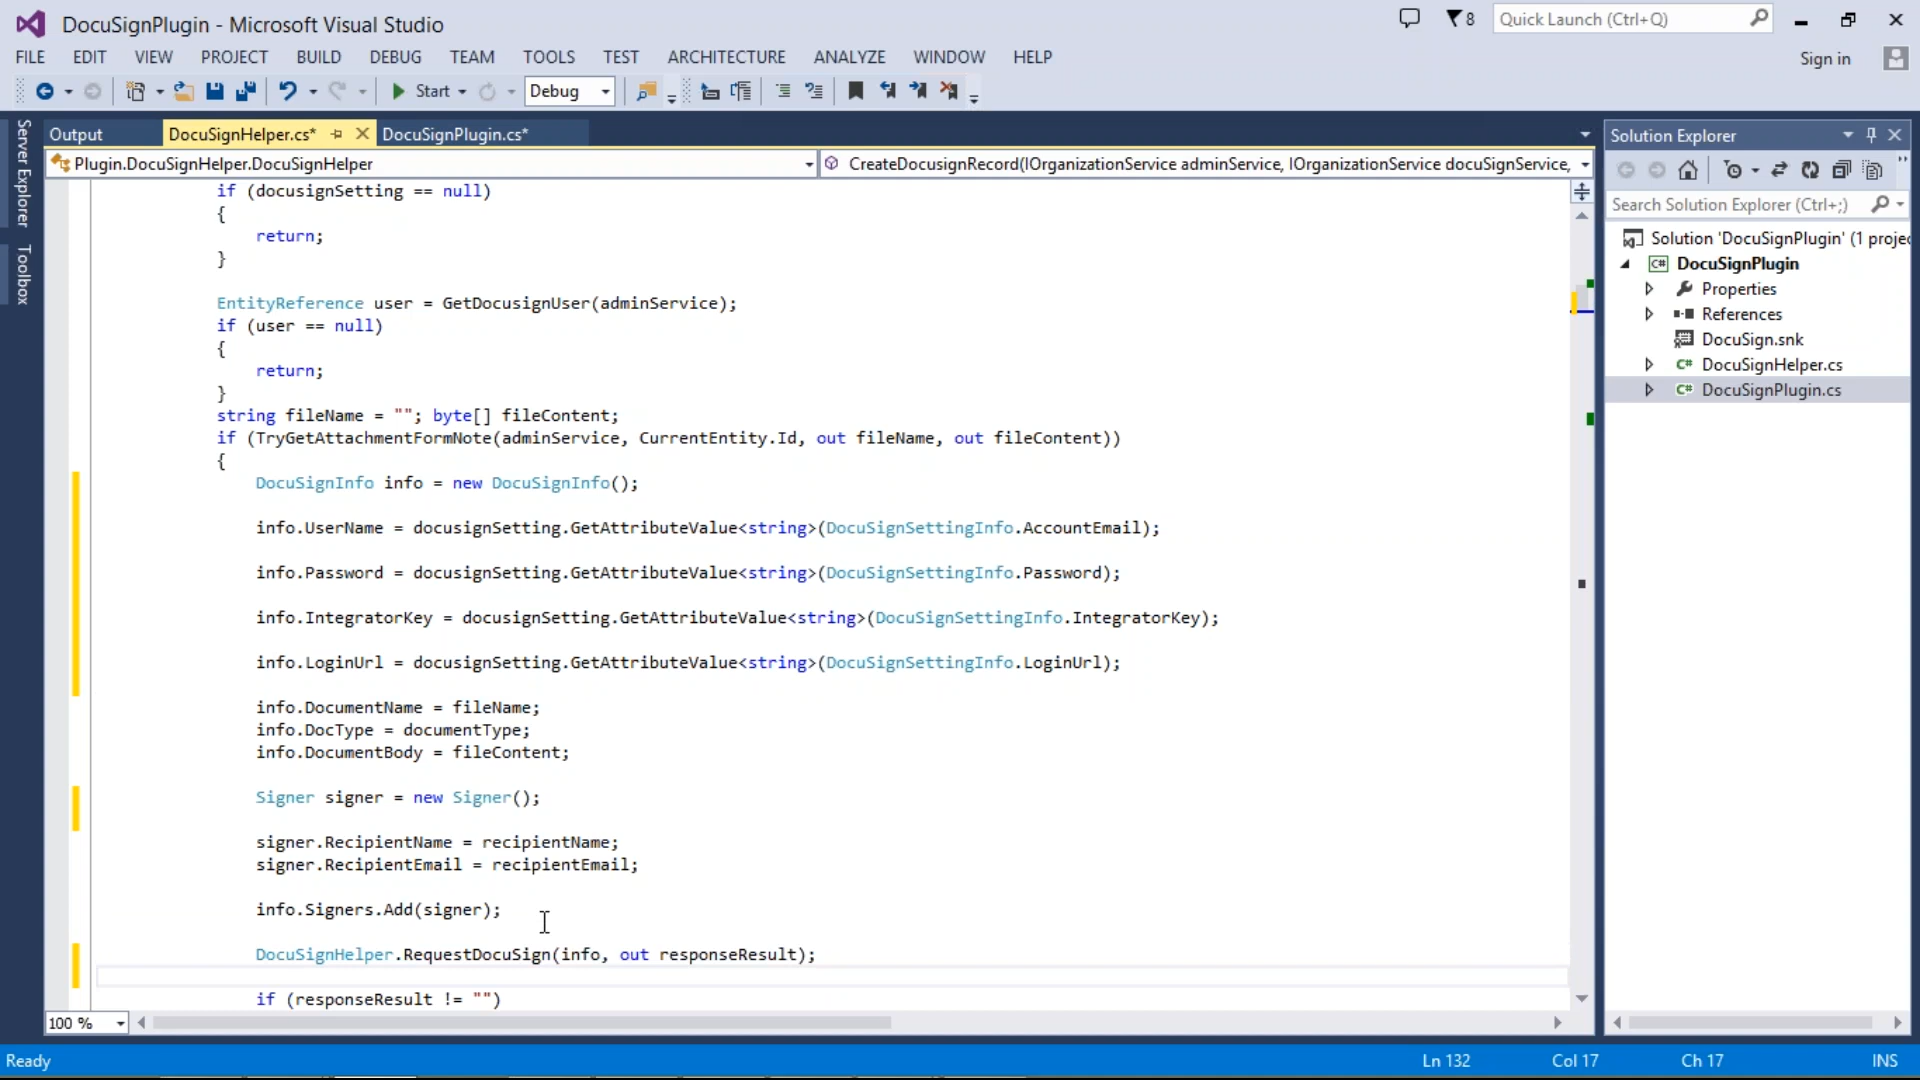 DocuSignPlugin - Microsoft Visual Studio
8
Quick Launch (Ctrl+Q)
FILE EDIT VIEW PROJECT BUILD DEBUG TEAM TOOLS TEST ARCHITECTURE ANALYZE WINDOW HELP
Sign in
Start
Debug
Server Explorer
Toolbox
Output
DocuSignHelper.cs*
DocuSignPlugin.cs*
Plugin.DocuSignHelper.DocuSignHelper
CreateDocusignRecord(IOrganizationService adminService, IOrganizationService docuSignService,
if (docusignSetting == null)
{
return;
}
EntityReference user = GetDocusignUser(adminService);
if (user == null)
{
return;
}
string fileName = ""; byte[] fileContent;
if (TryGetAttachmentFormNote(adminService, CurrentEntity.Id, out fileName, out fileContent))
{
DocuSignInfo info = new DocuSignInfo();
info.UserName = docusignSetting.GetAttributeValue<string>(DocuSignSettingInfo.AccountEmail);
info.Password = docusignSetting.GetAttributeValue<string>(DocuSignSettingInfo.Password);
info.IntegratorKey = docusignSetting.GetAttributeValue<string>(DocuSignSettingInfo.IntegratorKey);
info.LoginUrl = docusignSetting.GetAttributeValue<string>(DocuSignSettingInfo.LoginUrl);
info.DocumentName = fileName;
info.DocType = documentType;
info.DocumentBody = fileContent;
Signer signer = new Signer();
signer.RecipientName = recipientName;
signer.RecipientEmail = recipientEmail;
info.Signers.Add(signer);
DocuSignHelper.RequestDocuSign(info, out responseResult);
if (responseResult != "")
100 %
Solution Explorer
Search Solution Explorer (Ctrl+;)
Solution 'DocuSignPlugin' (1 projec
C# DocuSignPlugin
Properties
References
DocuSign.snk
C# DocuSignHelper.cs
C# DocuSignPlugin.cs
Ready
Ln 132
Col 17
Ch 17
INS